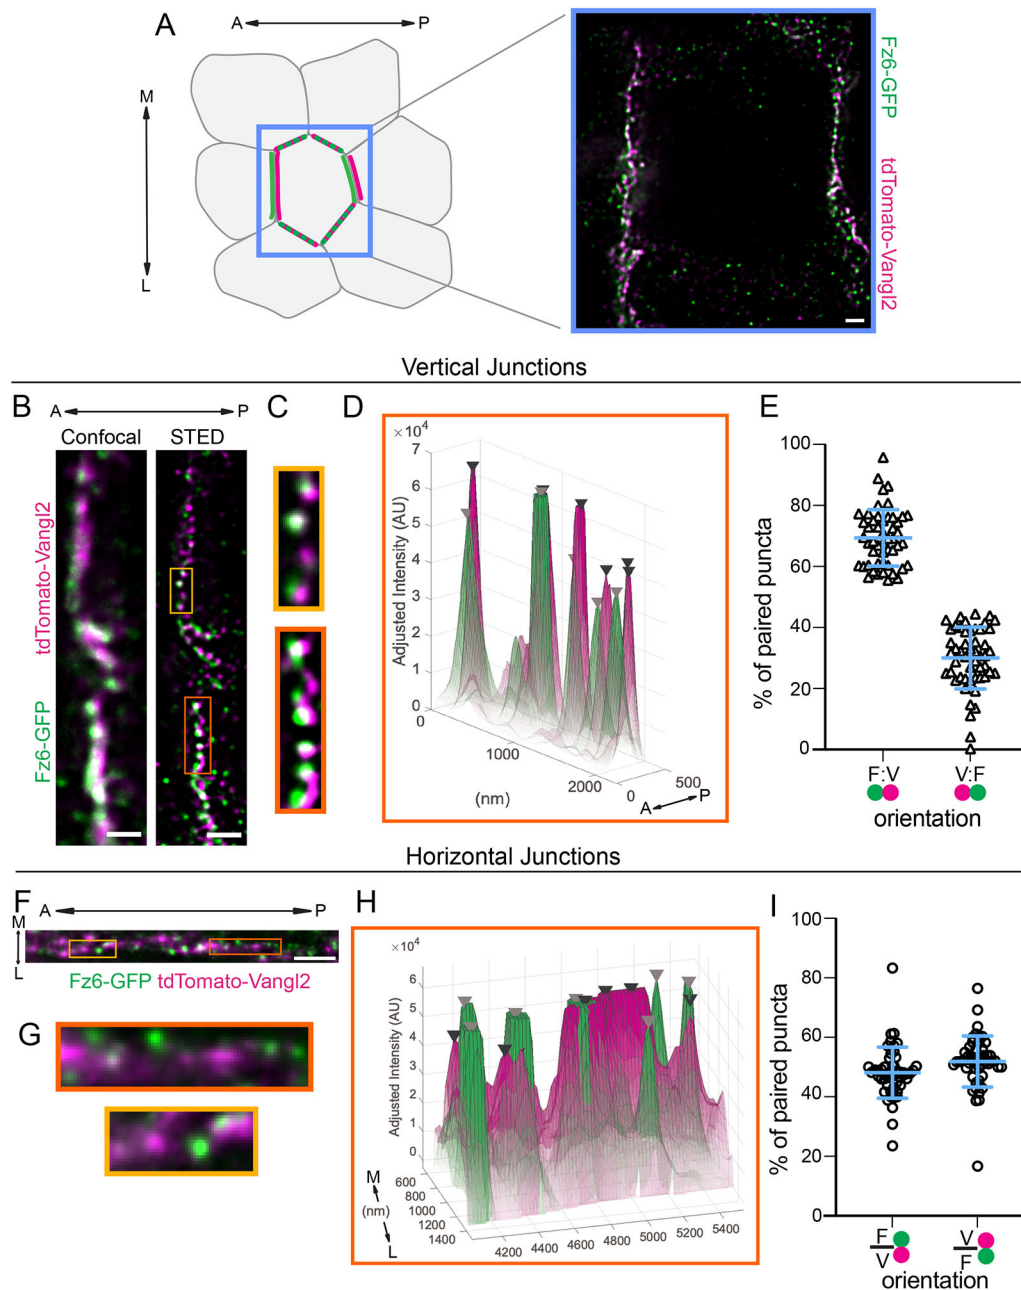 A
A P
M
L
Fz6-GFP
tdTomato-Vangl2
Vertical Junctions
B
A P
Confocal STED
Fz6-GFP tdTomato-Vangl2
C
D
×10⁴
7
6
5
4
3
2
1
0
Adjusted Intensity (AU)
0
1000
2000
(nm)
0
500
A P
E
100
80
60
40
20
0
% of paired puncta
F:V V:F
orientation
Horizontal Junctions
F
A P
M
L
Fz6-GFP tdTomato-Vangl2
G
H
×10⁴
6
5
4
3
2
1
0
Adjusted Intensity (AU)
M
(nm)
L
600
800
1000
1200
1400
4200 4400 4600 4800 5000 5200 5400
I
100
80
60
40
20
0
% of paired puncta
F V
V F
orientation